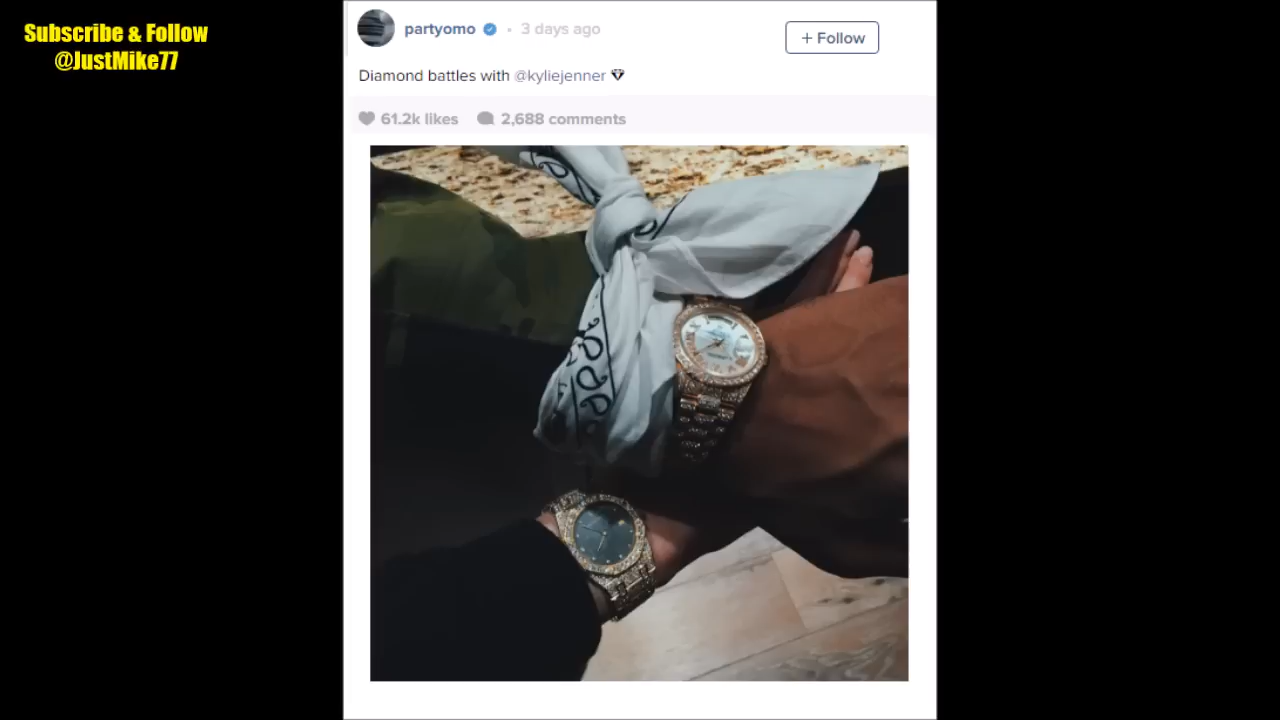 Subscribe & Follow
@JustMike77
partyomo • 3 days ago
+ Follow
Diamond battles with @kyliejenner
61.2k likes 2,688 comments